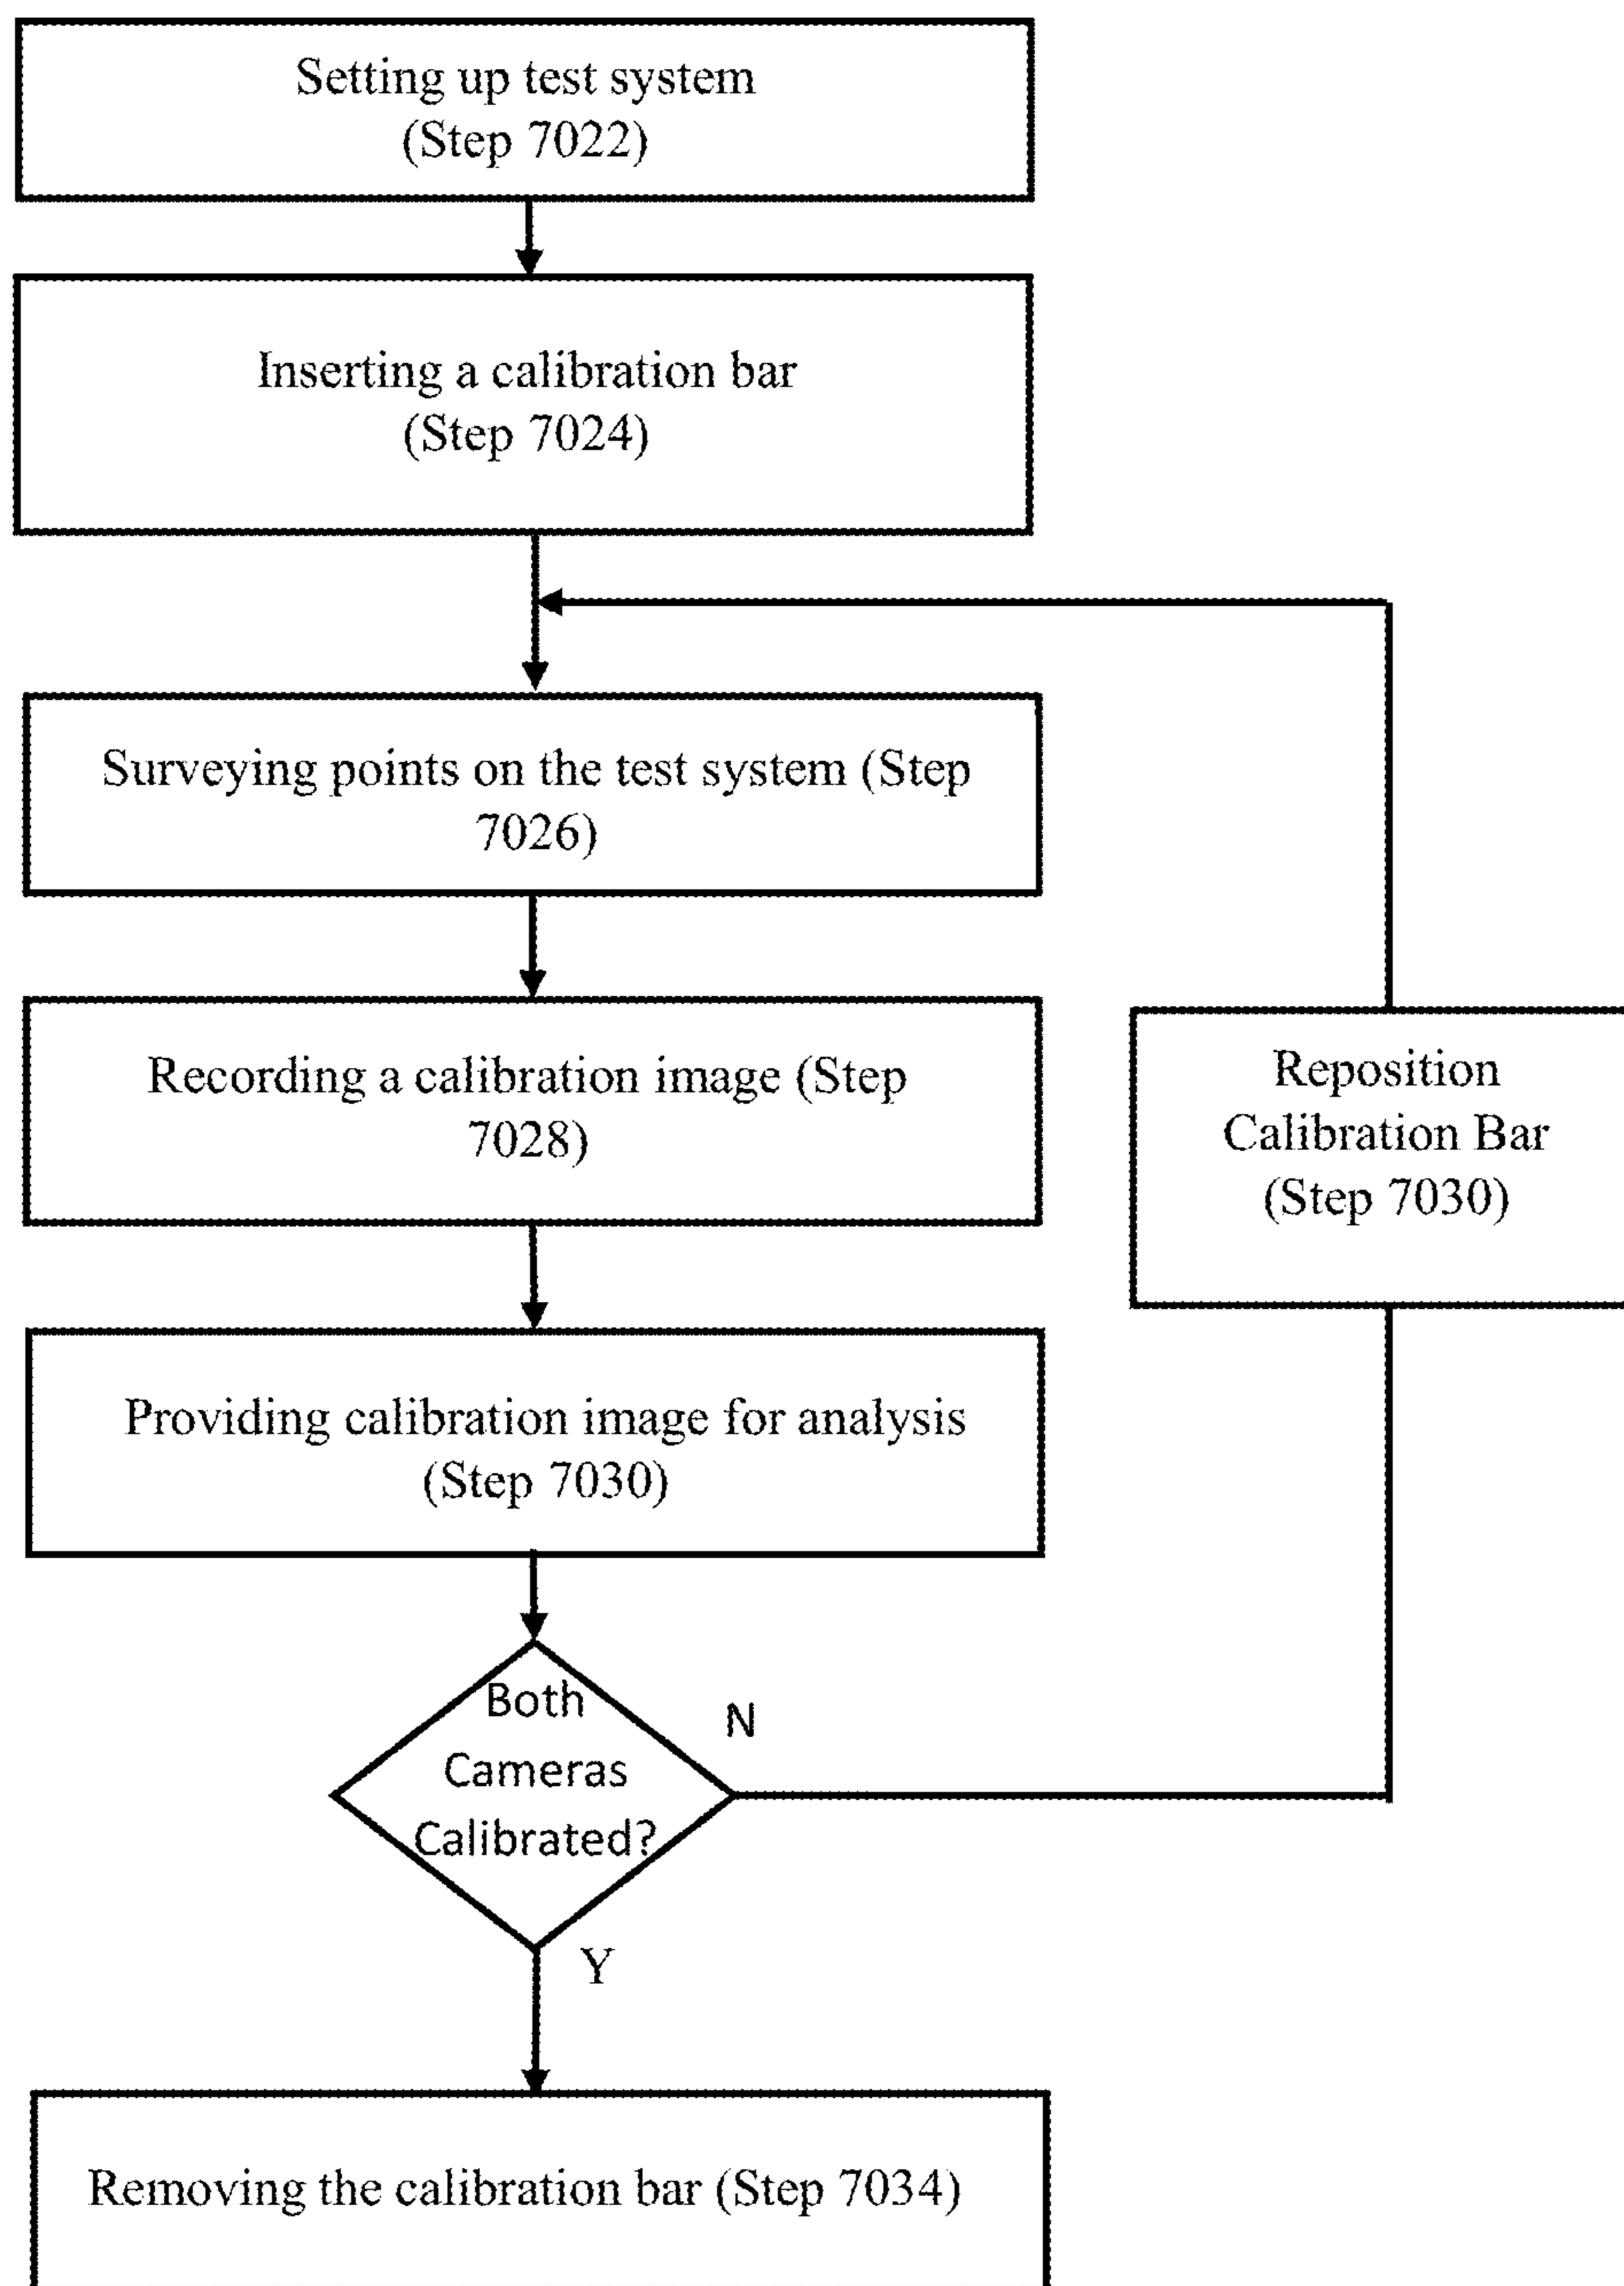 Setting up test system
(Step 7022)
Inserting a calibration bar
(Step 7024)
Surveying points on the test system (Step
7026)
Recording a calibration image (Step
7028)
Reposition
Calibration Bar
(Step 7030)
Providing calibration image for analysis
(Step 7030)
Both
Cameras
Calibrated?
N
Y
Removing the calibration bar (Step 7034)